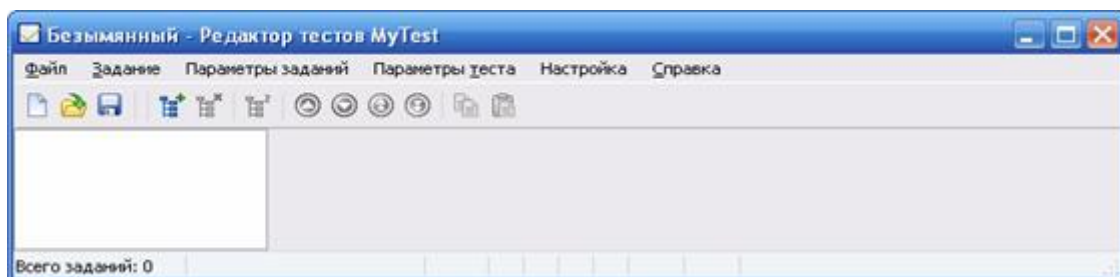 Безымянный - Редактор тестов MyTest
Файл Задание Параметры заданий Параметры теста Настройка Справка
Всего заданий: 0